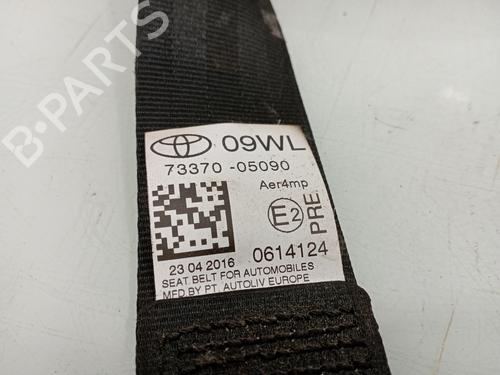 B-PARTS
09WL
73370 -05090
Aer4mp
E2
PRE
23 04 2016
0614124
SEAT BELT FOR AUTOMOBILES
MFD BY PT. AUTOLIV EUROPE